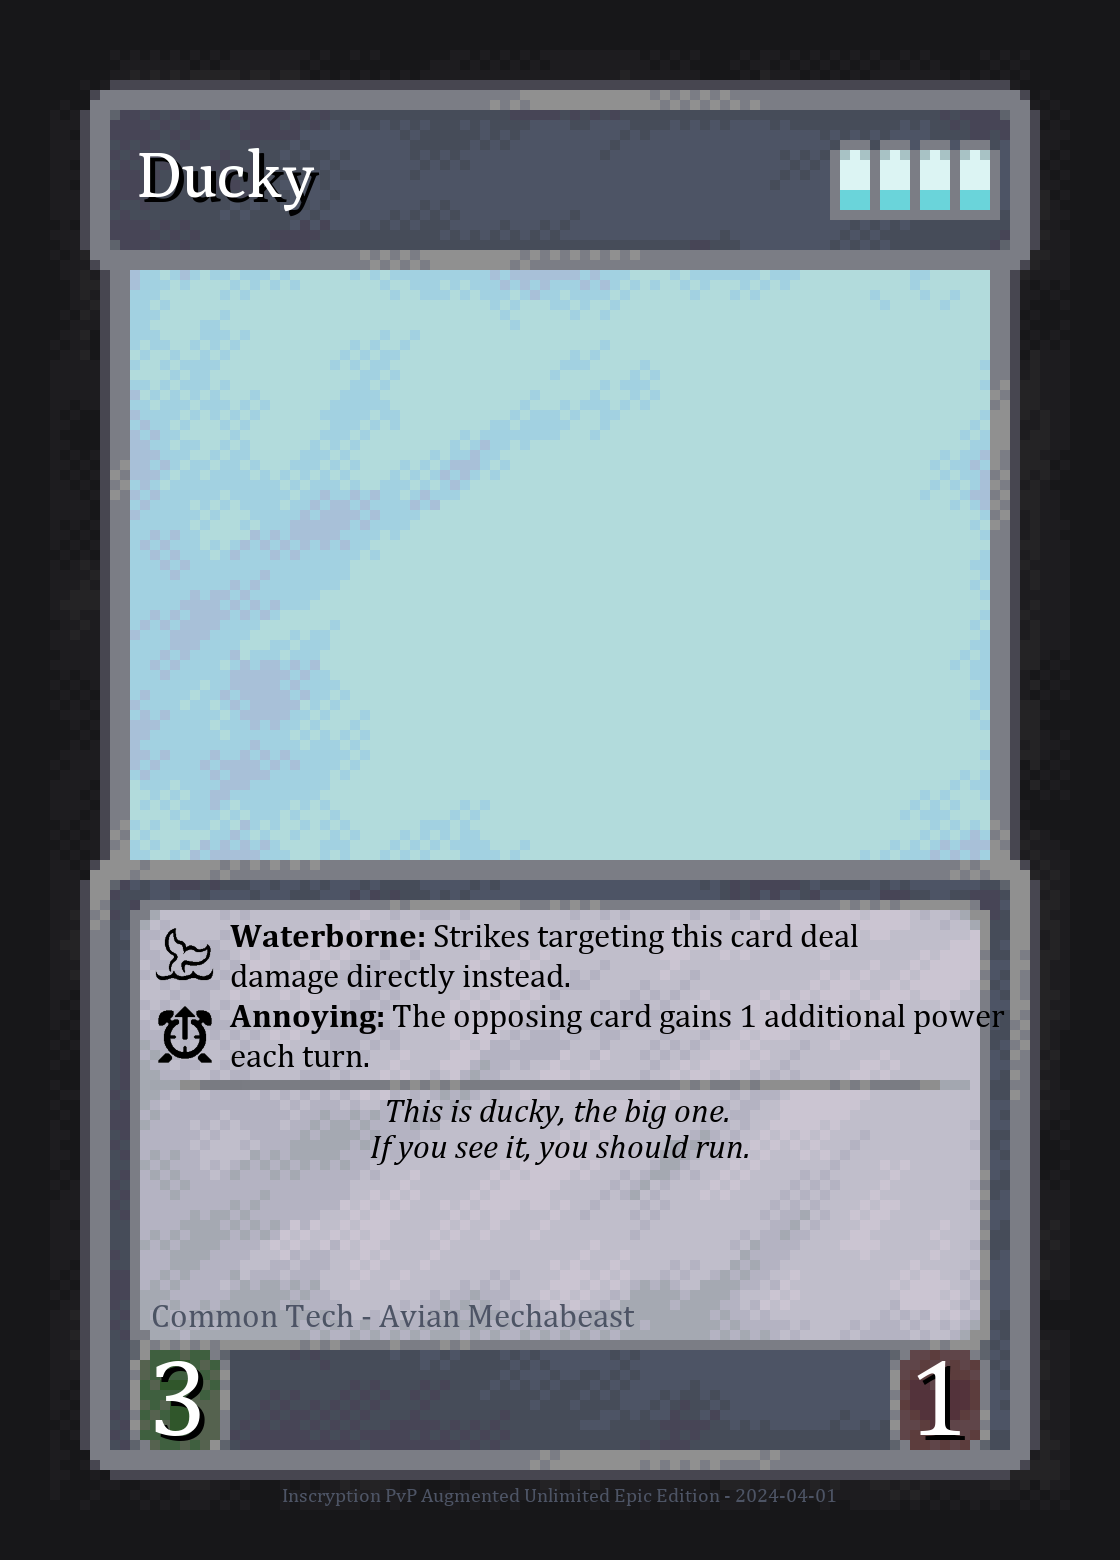 Ducky
Waterborne: Strikes targeting this card deal
damage directly instead.
Annoying: The opposing card gains 1 additional power
each turn.
This is ducky, the big one.
If you see it, you should run.
Common Tech - Avian Mechabeast
3
1
Inscryption PvP Augmented Unlimited Epic Edition - 2024-04-01